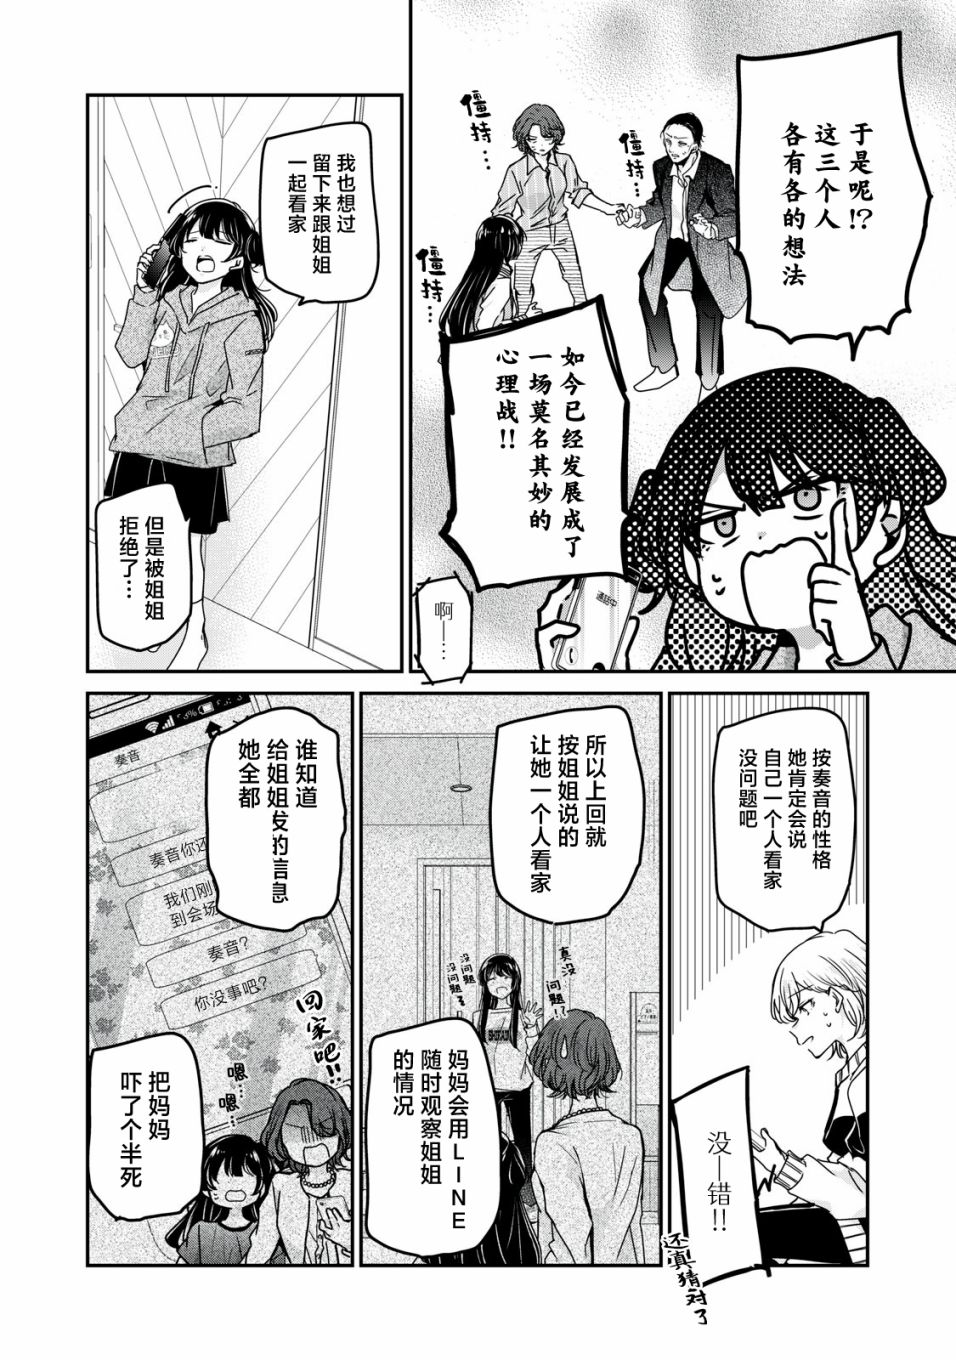 于是呢!?
这三个人
各有各的想法
僵持…
僵持…
僵持…
如今已经发展成了
一场莫名其妙的
心理战!!
通話中
啊——…
我也想过
留下来跟姐姐
一起看家
但是被姐姐
拒绝了…
按奏音的性格
她肯定会说
自己一个人看家
没问题吧
没—错!!
还真猜对了
所以上回就
按姐姐说的
让她一个人看家
真没
问题!?
没问题
没问题
妈妈会用LINE
随时观察姐姐
的情况
谁知道
给姐姐发的信息
她全都
奏音
奏音你还
我们刚
到会场
奏音?
你没事吧?
回家吧!!
嗯…
嗯…
把妈妈
吓了个半死